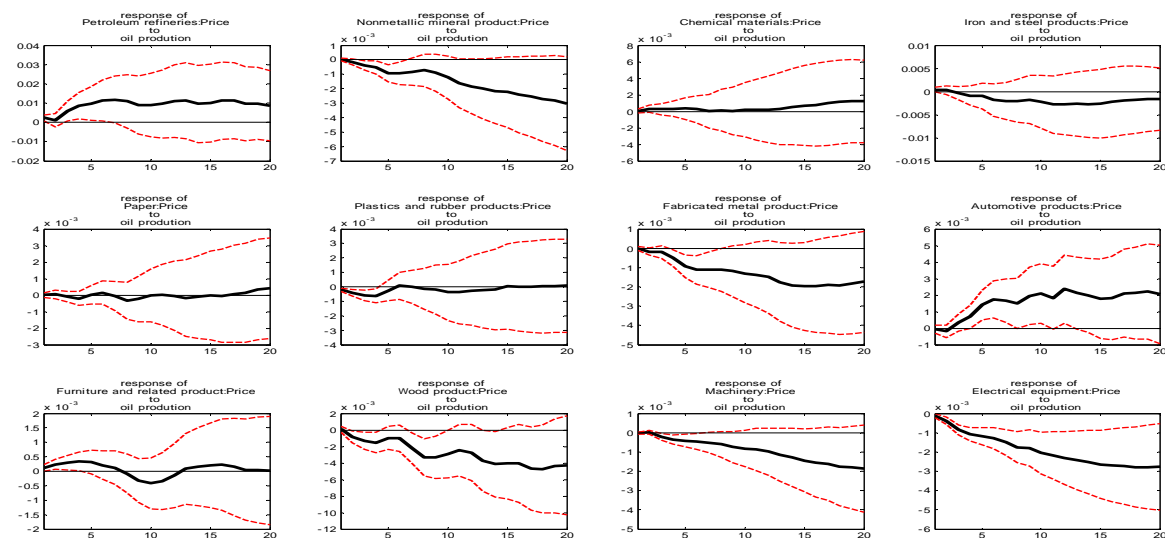 response of
Petroleum refineries:Price
to
oil prodution
0.04
0.03
0.02
0.01
0
-0.01
-0.02
5 10 15 20
response of
Nonmetallic mineral product:Price
to
oil prodution
x 10
-3
1
0
-1
-2
-3
-4
-5
-6
-7
5 10 15 20
response of
Chemical materials:Price
to
oil prodution
x 10
-3
8
6
4
2
0
-2
-4
-6
5 10 15 20
response of
Iron and steel products:Price
to
oil prodution
0.01
0.005
0
-0.005
-0.01
-0.015
5 10 15 20
response of
Paper:Price
to
oil prodution
x 10
-3
4
3
2
1
0
-1
-2
-3
5 10 15 20
response of
Plastics and rubber products:Price
to
oil prodution
x 10
-3
4
3
2
1
0
-1
-2
-3
-4
5 10 15 20
response of
Fabricated metal product:Price
to
oil prodution
x 10
-3
1
0
-1
-2
-3
-4
-5
5 10 15 20
response of
Automotive products:Price
to
oil prodution
x 10
-3
6
5
4
3
2
1
0
-1
5 10 15 20
response of
Furniture and related product:Price
to
oil prodution
x 10
-3
2
1.5
1
0.5
0
-0.5
-1
-1.5
-2
5 10 15 20
response of
Wood product:Price
to
oil prodution
x 10
-3
2
0
-2
-4
-6
-8
-10
-12
5 10 15 20
response of
Machinery:Price
to
oil prodution
x 10
-3
1
0
-1
-2
-3
-4
-5
5 10 15 20
response of
Electrical equipment:Price
to
oil prodution
x 10
-3
0
-1
-2
-3
-4
-5
-6
5 10 15 20